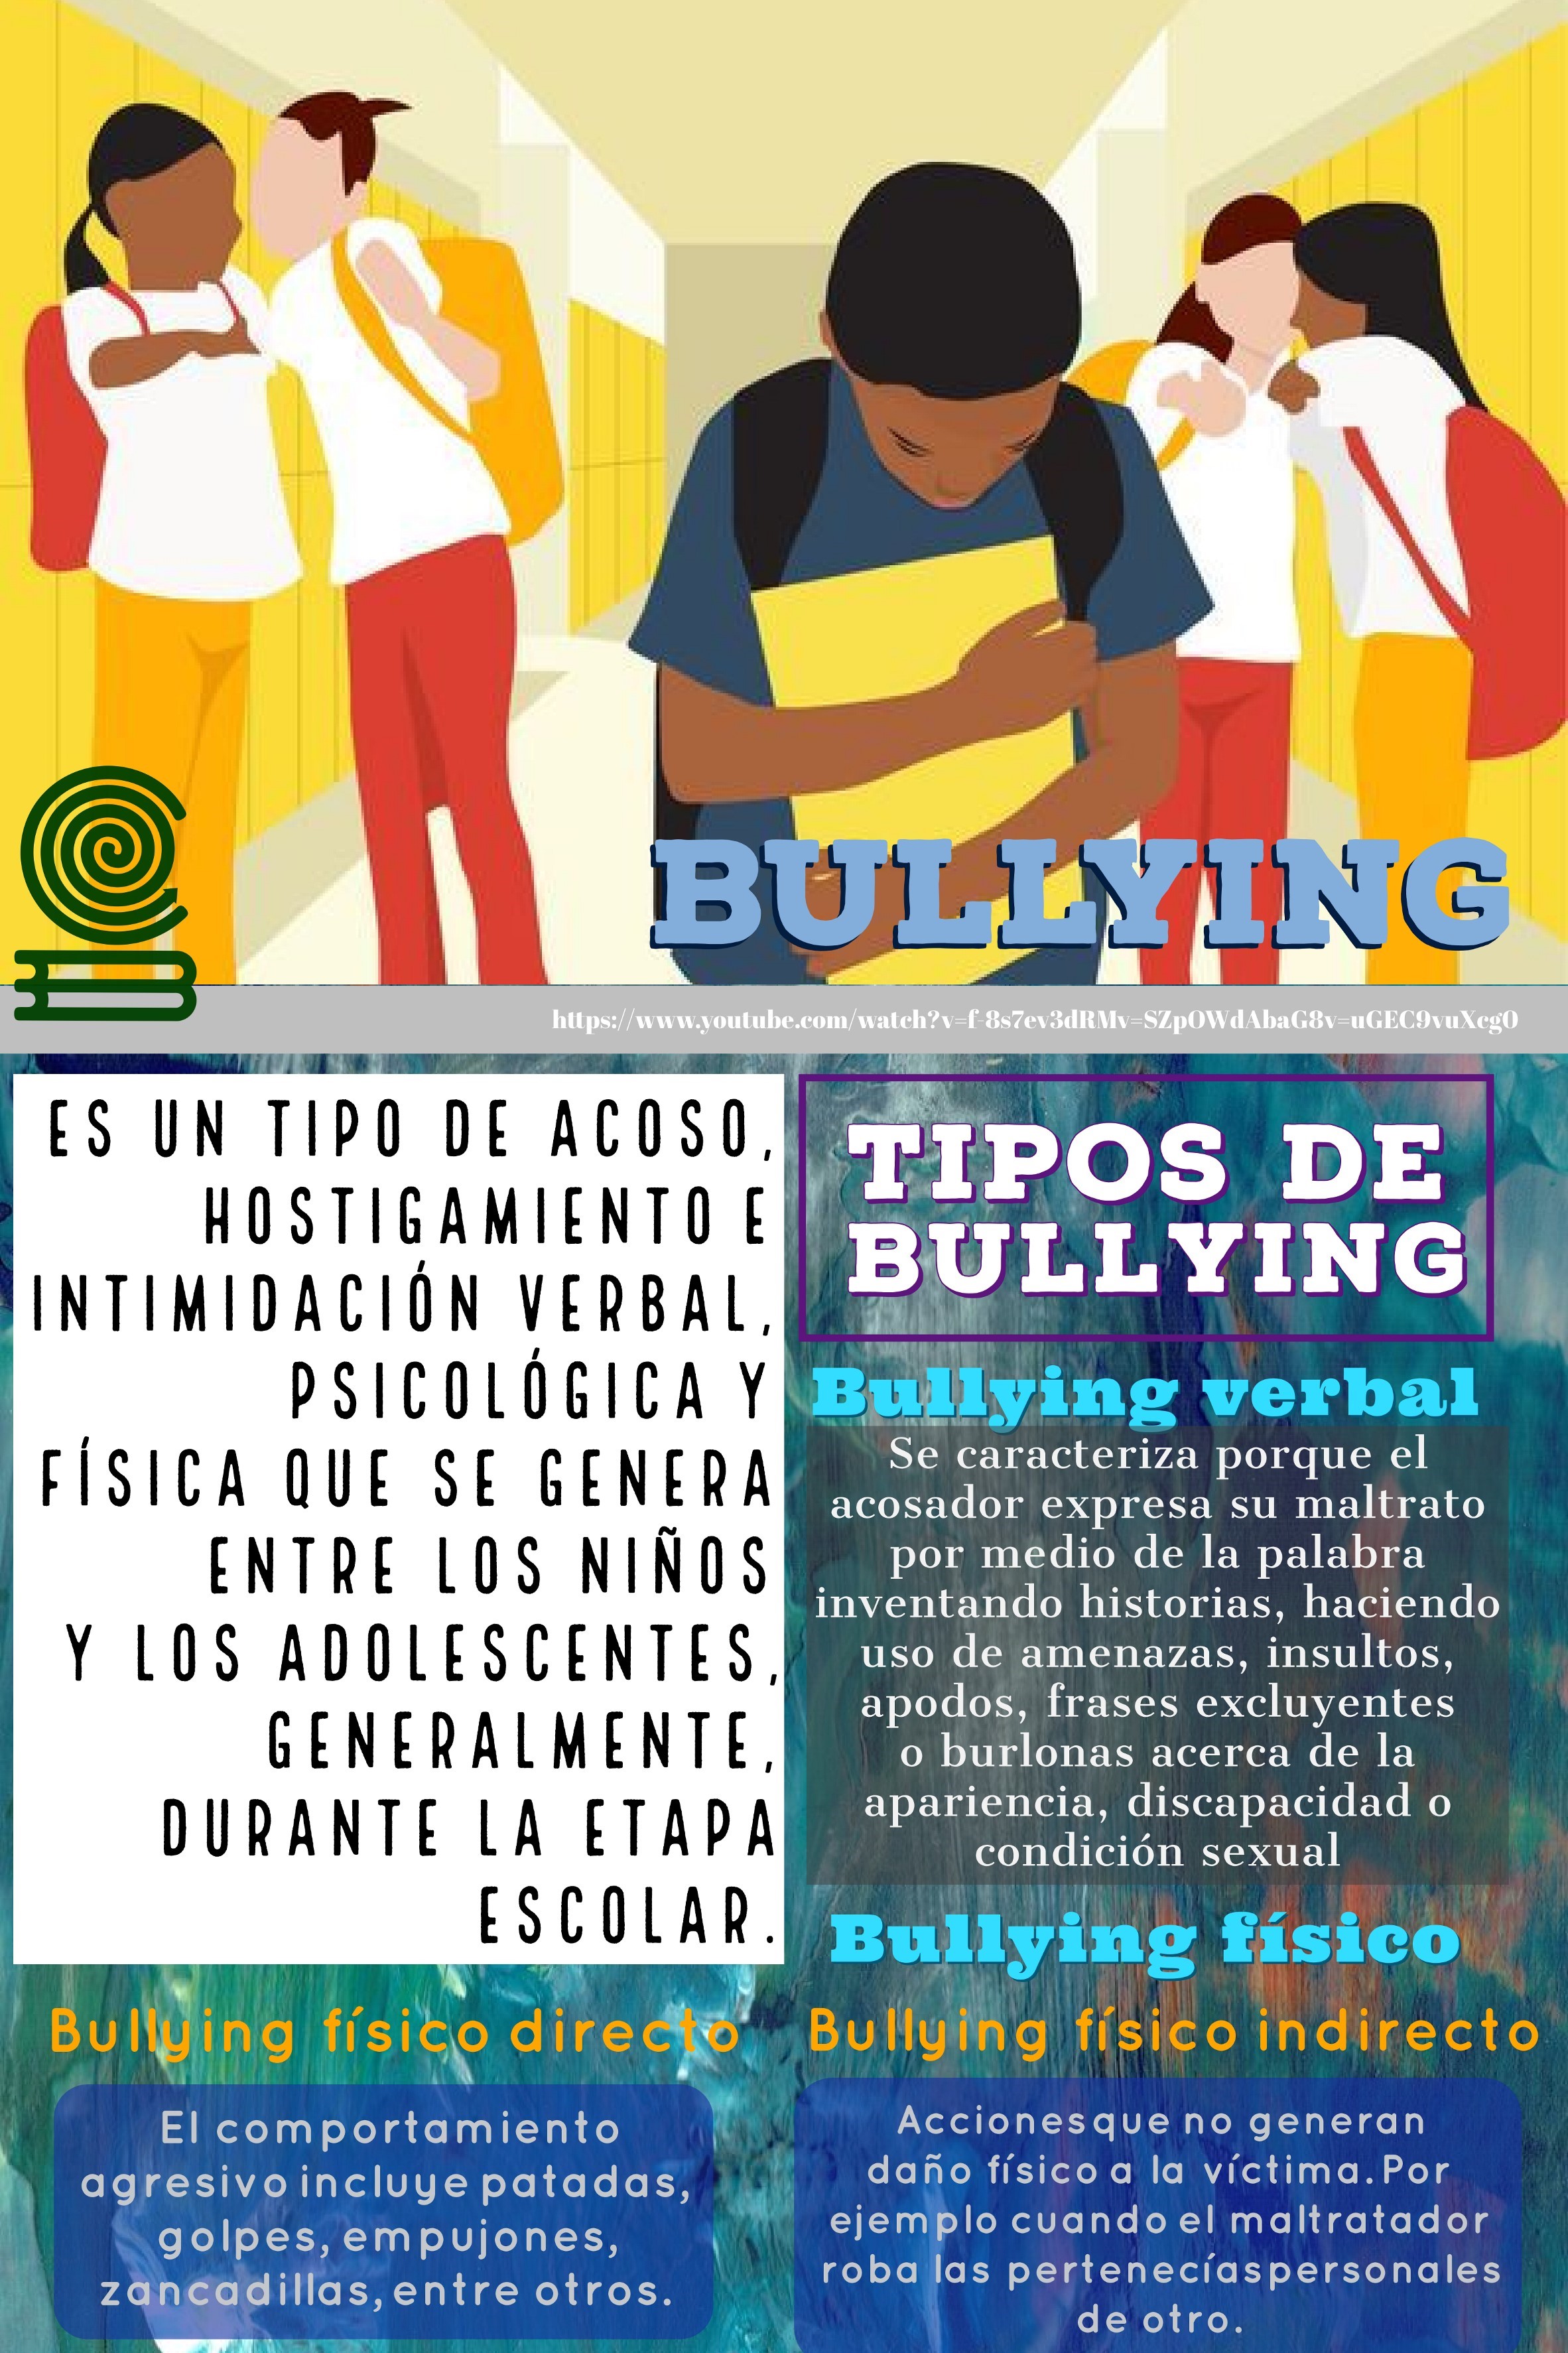 BULLYING
https://www.youtube.com/watch?v=f-8s7ev3dRMv=SZpOWdAbaG8v=uGEC9vuXcg0
ES UN TIPO DE ACOSO,
HOSTIGAMIENTO E
INTIMIDACIÓN VERBAL,
PSICOLÓGICA Y
FÍSICA QUE SE GENERA
ENTRE LOS NIÑOS
Y LOS ADOLESCENTES,
GENERALMENTE,
DURANTE LA ETAPA
ESCOLAR.
TIPOS DE
BULLYING
Bullying verbal
Se caracteriza porque el
acosador expresa su maltrato
por medio de la palabra
inventando historias, haciendo
uso de amenazas, insultos,
apodos, frases excluyentes
o burlonas acerca de la
apariencia, discapacidad o
condición sexual
Bullying físico
Bullying físico directo
El comportamiento
agresivo incluye patadas,
golpes, empujones,
zancadillas, entre otros.
Bullying físico indirecto
Accionesque no generan
daño físico a la víctima.Por
ejemplo cuando el maltratador
roba las pertenecíaspersonales
de otro.